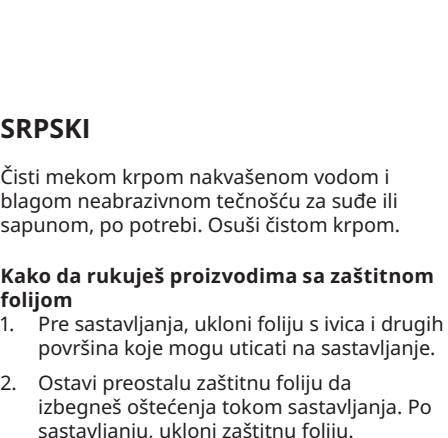 SRPSKI
Čisti mekom krpom nakvašenom vodom i
blagom neabrazivnom tečnošću za suđe ili
sapunom, po potrebi. Osuši čistom krpom.
Kako da rukuješ proizvodima sa zaštitnom
folijom
1. Pre sastavljanja, ukloni foliju s ivica i drugih
površina koje mogu uticati na sastavljanje.
2. Ostavi preostalu zaštitnu foliju da
izbegneš oštećenja tokom sastavljanja. Po
sastavljanju, ukloni zaštitnu foliju.